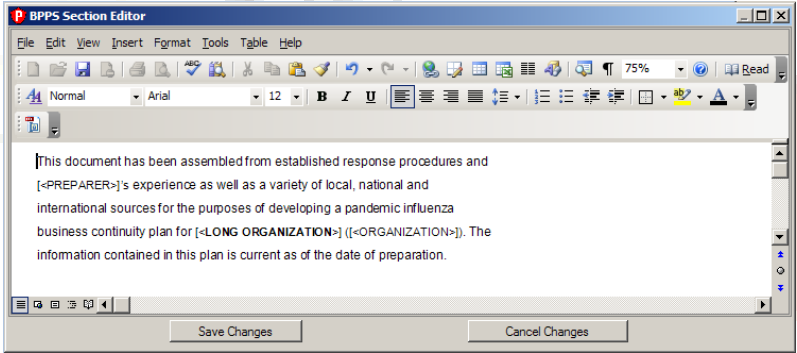 BPPS Section Editor
File Edit View Insert Format Tools Table Help
75% Read
Normal Arial 12 B I U
This document has been assembled from established response procedures and
[<PREPARER>]'s experience as well as a variety of local, national and
international sources for the purposes of developing a pandemic influenza
business continuity plan for [<LONG ORGANIZATION>] ([<ORGANIZATION>]). The
information contained in this plan is current as of the date of preparation.
Save Changes Cancel Changes